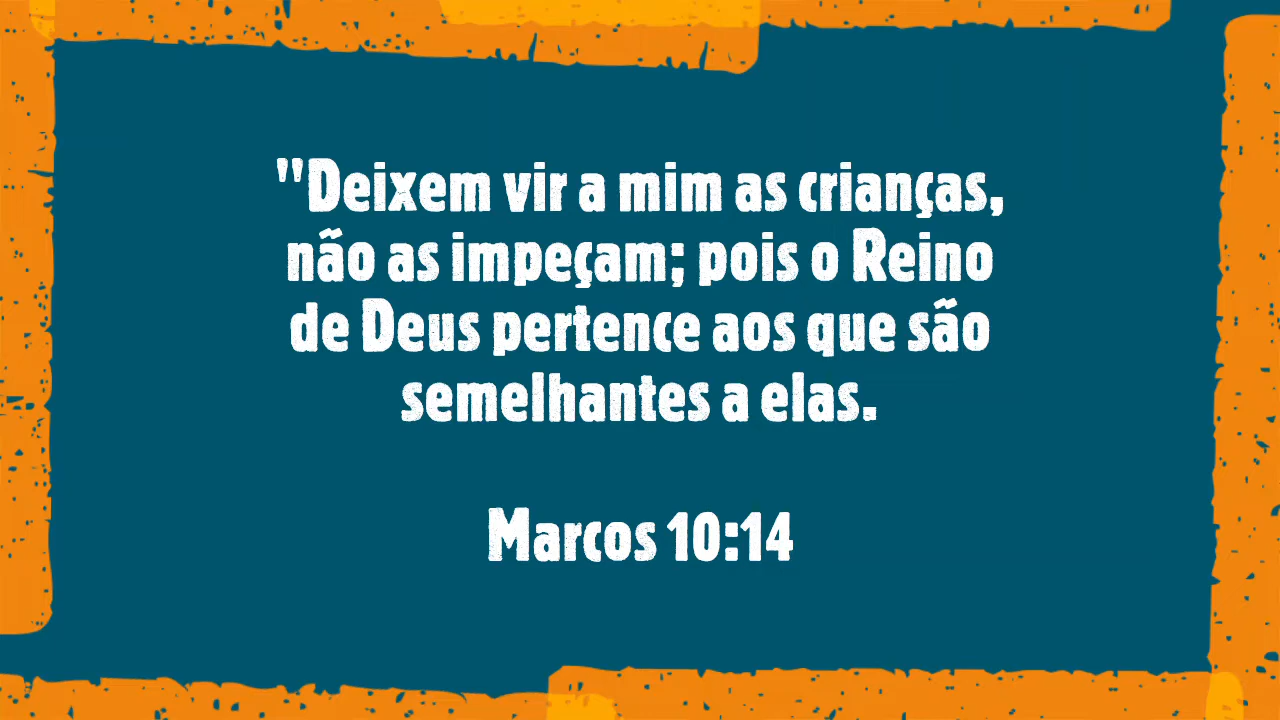 "Deixem vir a mim as crianças,
não as impeçam; pois o Reino
de Deus pertence aos que são
semelhantes a elas.
Marcos 10:14